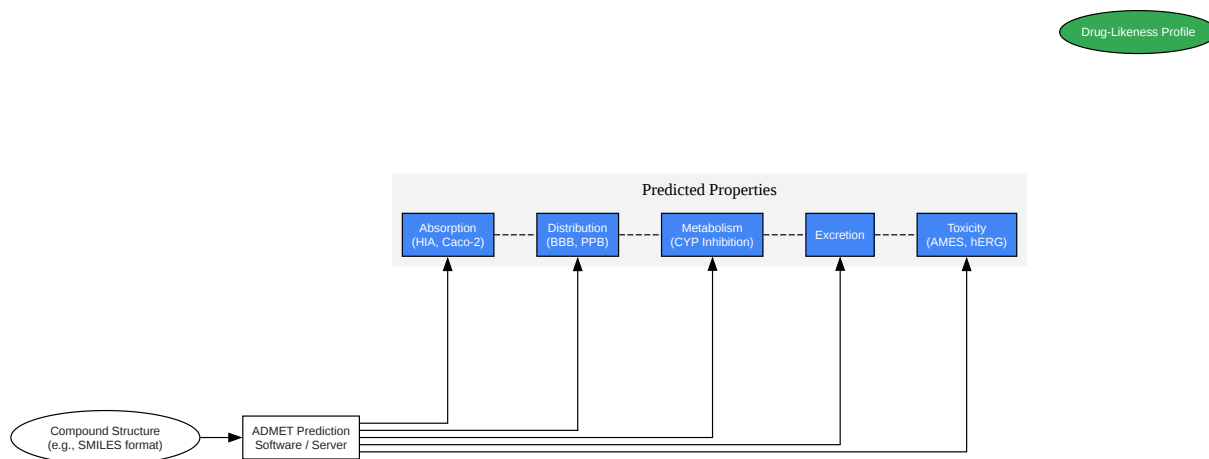 Drug-Likeness Profile
Predicted Properties
Absorption
(HIA, Caco-2)
Distribution
(BBB, PPB)
Metabolism
(CYP Inhibition)
Excretion
Toxicity
(AMES, hERG)
Compound Structure
(e.g., SMILES format)
ADMET Prediction
Software / Server